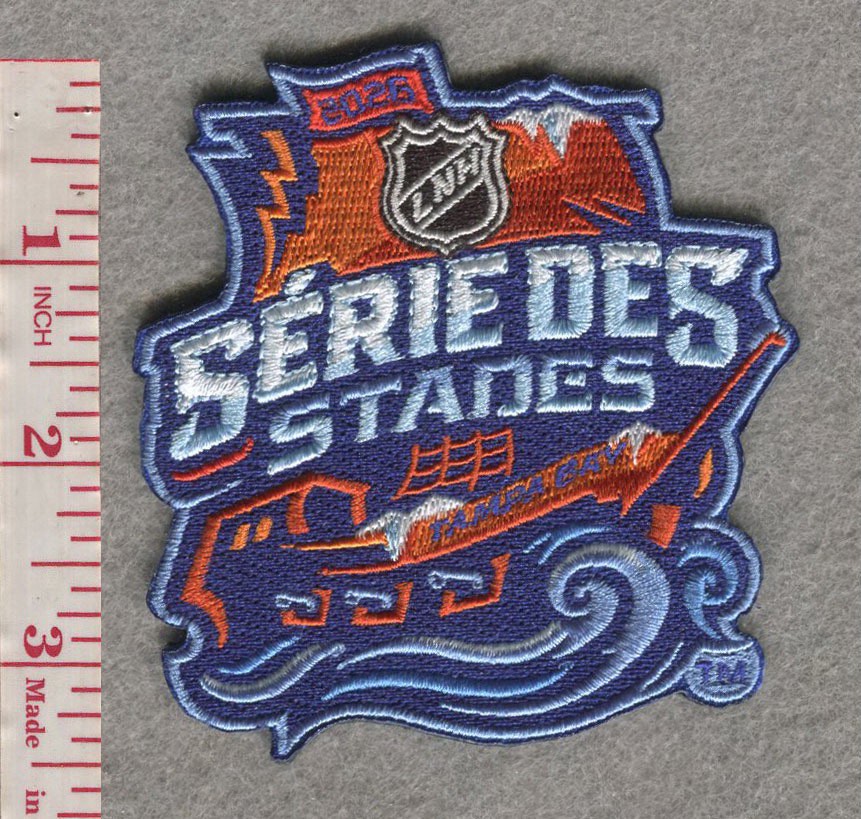 2026
LNH
SÉRIE DES
STADES
TAMPA BAY
TM
1
INCH
2
3
Made
in